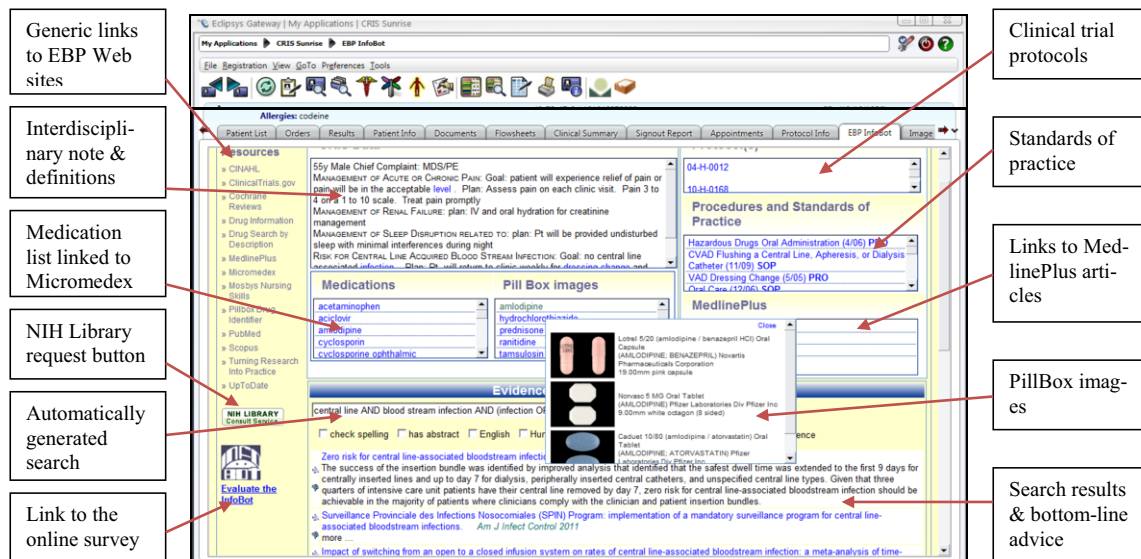 Generic links
to EBP Web
sites
Interdiscipli-
nary note &
definitions
Medication
list linked to
Micromedex
NIH Library
request button
Automatically
generated
search
Link to the
online survey
Eclipsys Gateway | My Applications | CRIS Sunrise
My Applications CRIS Sunrise EBP InfoBot
File Registration View GoTo Preferences Tools
Allergies: codeine
Patient List Orders Results Patient Info Documents Flowsheets Clinical Summary Signout Report Appointments Protocol Info EBP InfoBot Image
Resources
» CINAHL
» ClinicalTrials.gov
» Cochrane
Reviews
» Drug Information
» Drug Search by
Description
» MedlinePlus
» Micromedex
» Mosbys Nursing
Skills
» Pillbox Drug
Identifier
» PubMed
» Scopus
» Turning Research
Into Practice
» UpToDate
NIH LIBRARY
Consult Service
Evaluate the
InfoBot
55y Male Chief Complaint: MDS/PE
MANAGEMENT OF ACUTE OR CHRONIC PAIN: Goal: patient will experience relief of pain or
pain will be in the acceptable level . Plan: Assess pain on each clinic visit. Pain 3 to
4 on a 1 to 10 scale. Treat pain promptly
MANAGEMENT OF RENAL FAILURE: plan: IV and oral hydration for creatinine
management
MANAGEMENT OF SLEEP DISRUPTION RELATED TO: plan: Pt will be provided undisturbed
sleep with minimal interferences during night
RISK FOR CENTRAL LINE ACQUIRED BLOOD STREAM INFECTION: Goal: no central line
associated infection Plan: Pt. will return to clinic weekly for dressing change and
Medications
acetaminophen
aciclovir
amlodipine
cyclosporin
cyclosporine ophthalmic
Pill Box images
amlodipine
hydrochlorothiazide
prednisone
ranitidine
tamsulosin
04-H-0012
10-H-0168
Procedures and Standards of
Practice
Hazardous Drugs Oral Administration (4/06) PRO
CVAD Flushing a Central Line, Apheresis, or Dialysis
Catheter (11/09) SOP
VAD Dressing Change (5/05) PRO
Oral Care (12/06) SOP
MedlinePlus
Close
Lotrel 5/20 (amlodipine / benazepril HCl) Oral
Capsule
(AMLODIPINE; BENAZEPRIL) Novartis
Pharmaceuticals Corporation
19.00mm pink capsule
Norvasc 5 MG Oral Tablet
(AMLODIPINE) Pfizer Laboratories Div Pfizer Inc
9.00mm white octagon (8 sided)
Caduet 10/80 (amlodipine / atorvastatin) Oral
Tablet
(AMLODIPINE; ATORVASTATIN) Pfizer
Laboratories Div Pfizer Inc
Evidence
central line AND blood stream infection AND (infection OR
check spelling has abstract English
Zero risk for central line-associated bloodstream infection
The success of the insertion bundle was identified by improved analysis that identified that the safest dwell time was extended to the first 9 days for
centrally inserted lines and up to day 7 for dialysis, peripherally inserted central catheters, and unspecified central line types. Given that three
quarters of intensive care unit patients have their central line removed by day 7, zero risk for central line-associated bloodstream infection should be
achievable in the majority of patients where clinicians comply with the clinician and patient insertion bundles.
Surveillance Provinciale des Infections Nosocomiales (SPIN) Program: implementation of a mandatory surveillance program for central line-
associated bloodstream infections. Am J Infect Control 2011
more ...
Impact of switching from an open to a closed infusion system on rates of central line-associated bloodstream infection: a meta-analysis of time-
Clinical trial
protocols
Standards of
practice
Links to Med-
linePlus arti-
cles
PillBox imag-
es
Search results
& bottom-line
advice